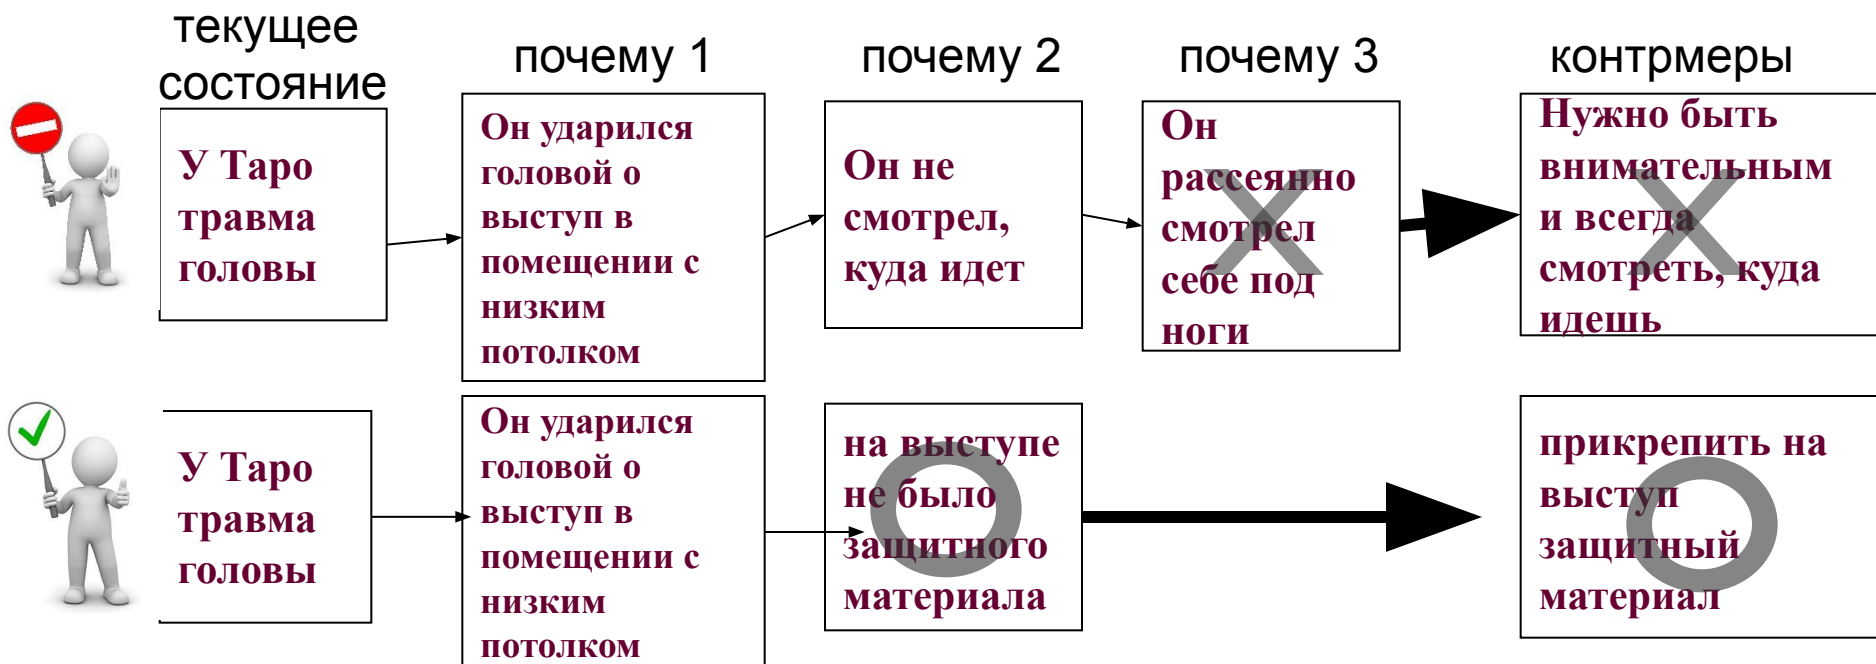 текущее
состояние
почему 1
почему 2
почему 3
контрмеры
У Таро
травма
головы
Он ударился
головой о
выступ в
помещении с
низким
потолком
Он не
смотрел,
куда идет
Он
рассеянно
смотрел
себе под
ноги
Нужно быть
внимательным
и всегда
смотреть, куда
идешь
У Таро
травма
головы
Он ударился
головой о
выступ в
помещении с
низким
потолком
на выступе
не было
защитного
материала
прикрепить на
выступ
защитный
материал